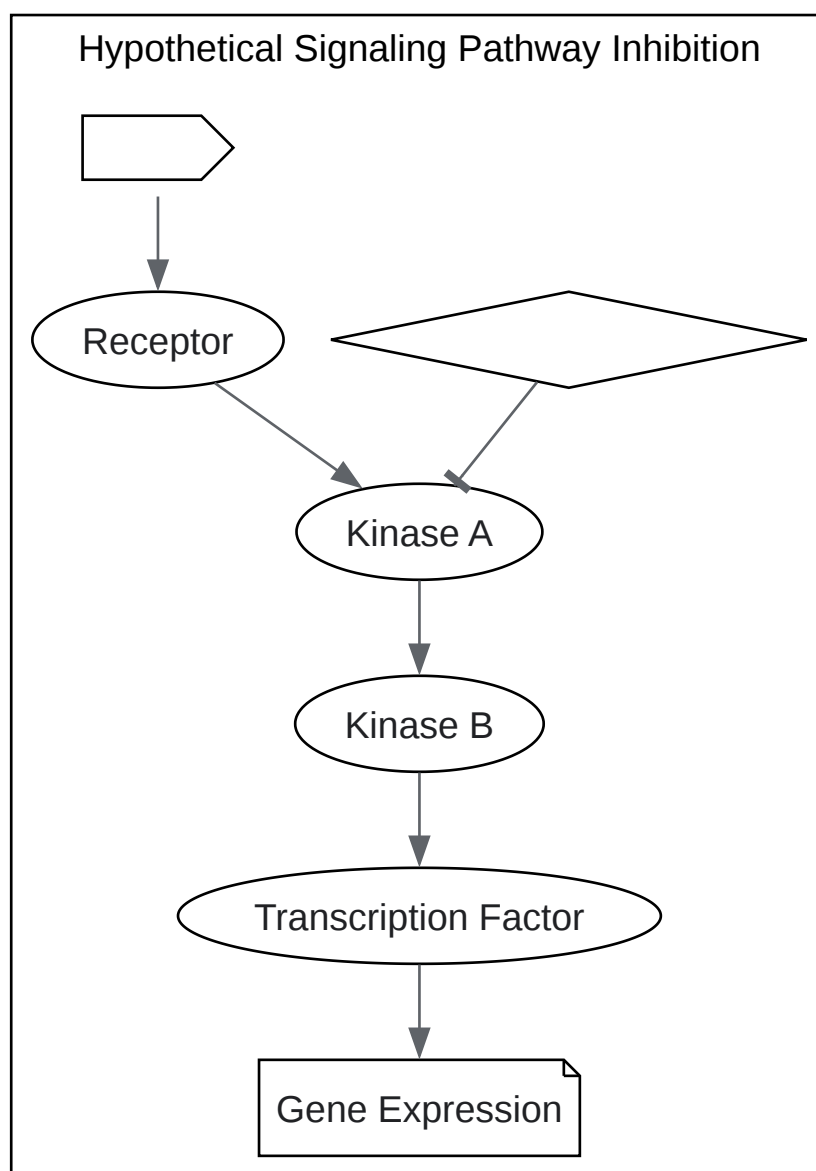 Hypothetical Signaling Pathway Inhibition
Receptor
Kinase A
Kinase B
Transcription Factor
Gene Expression